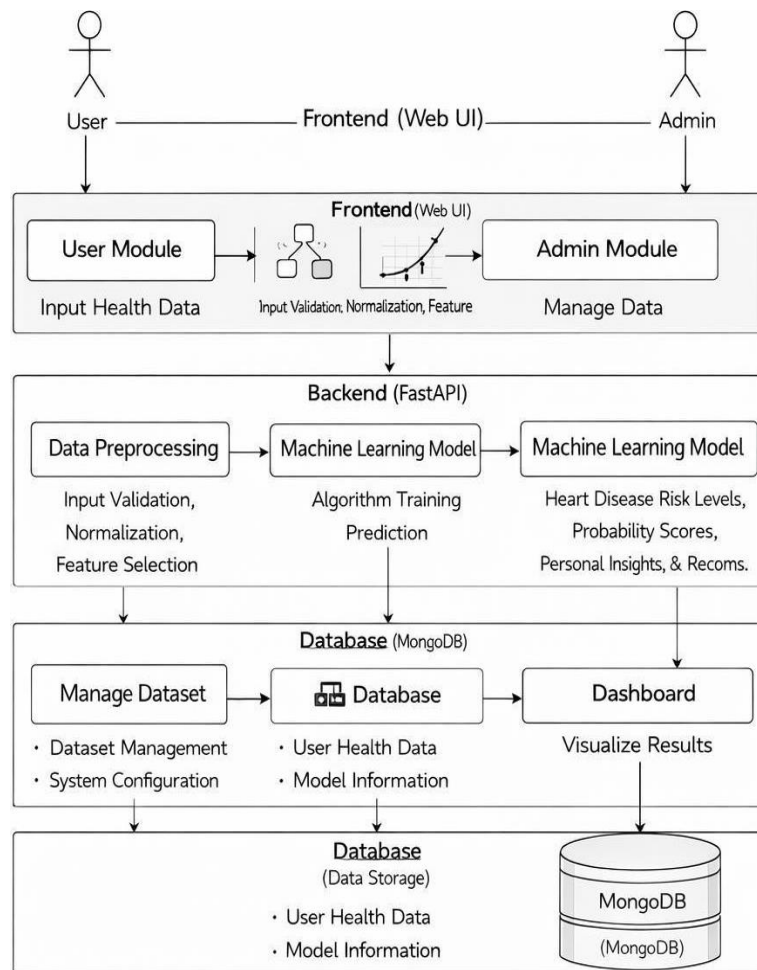 User
Frontend (Web UI)
Admin
Frontend (Web UI)
User Module
Admin Module
Input Health Data
Input Validation, Normalization, Feature
Manage Data
Backend (FastAPI)
Data Preprocessing
Machine Learning Model
Machine Learning Model
Input Validation,
Normalization,
Feature Selection
Algorithm Training
Prediction
Heart Disease Risk Levels,
Probability Scores,
Personal Insights, & Recoms.
Database (MongoDB)
Manage Dataset
Database
Dashboard
· Dataset Management
· System Configuration
· User Health Data
· Model Information
Visualize Results
Database
(Data Storage)
· User Health Data
· Model Information
MongoDB
(MongoDB)